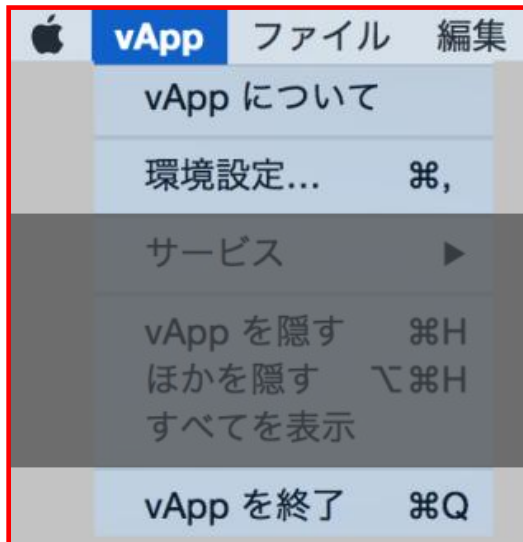 vApp ファイル 編集
vApp について
環境設定... ⌘,
サービス ▶
vApp を隠す ⌘H
ほかを隠す ⌥⌘H
すべてを表示
vApp を終了 ⌘Q